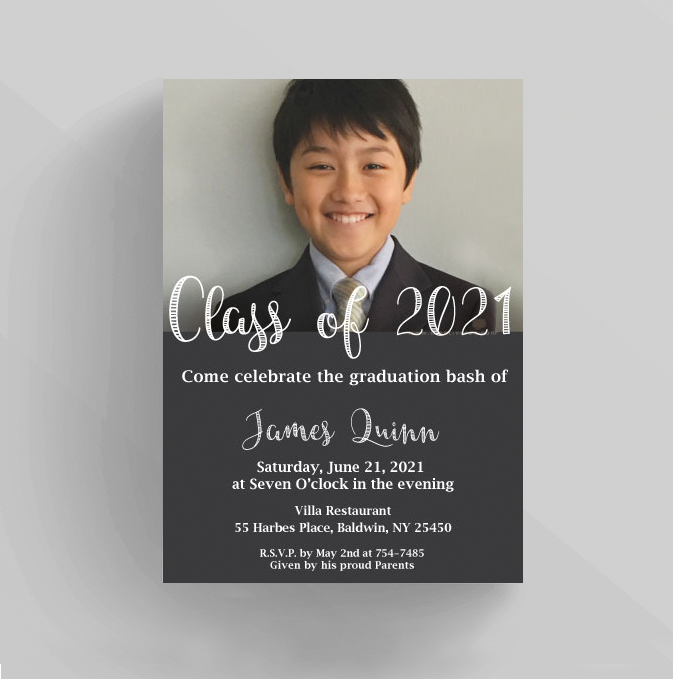 Class of 2021
Come celebrate the graduation bash of
James Quinn
Saturday, June 21, 2021
at Seven O'clock in the evening
Villa Restaurant
55 Harbes Place, Baldwin, NY 25450
R.S.V.P. by May 2nd at 754-7485
Given by his proud Parents